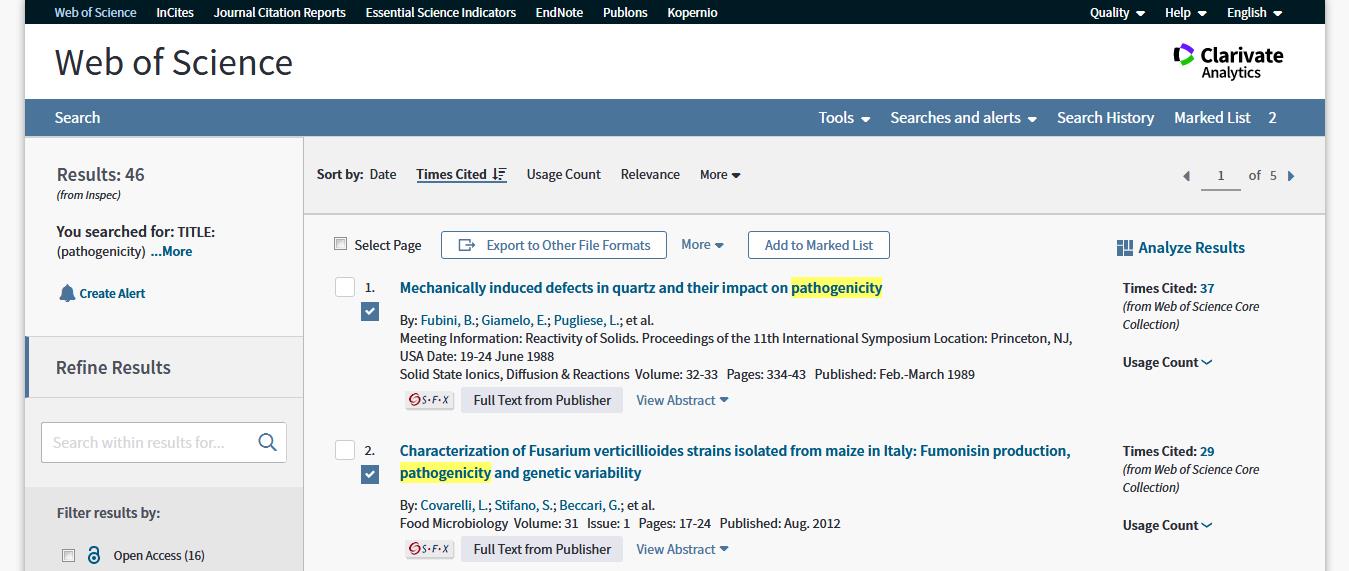 Web of Science InCites Journal Citation Reports Essential Science Indicators EndNote Publons Kopernio Quality Help English
Web of Science
Clarivate
Analytics
Search Tools Searches and alerts Search History Marked List 2
Results: 46
(from Inspec)
You searched for: TITLE:
(pathogenicity) ...More
Create Alert
Refine Results
Search within results for...
Filter results by:
Open Access (16)
Sort by: Date Times Cited Usage Count Relevance More 1 of 5
Select Page Export to Other File Formats More Add to Marked List
Analyze Results
1. Mechanically induced defects in quartz and their impact on pathogenicity
By: Fubini, B.; Giamelo, E.; Pugliese, L.; et al.
Meeting Information: Reactivity of Solids. Proceedings of the 11th International Symposium Location: Princeton, NJ,
USA Date: 19-24 June 1988
Solid State Ionics, Diffusion & Reactions Volume: 32-33 Pages: 334-43 Published: Feb.-March 1989
S·F·X Full Text from Publisher View Abstract
Times Cited: 37
(from Web of Science Core
Collection)
Usage Count
2. Characterization of Fusarium verticillioides strains isolated from maize in Italy: Fumonisin production,
pathogenicity and genetic variability
By: Covarelli, L.; Stifano, S.; Beccari, G.; et al.
Food Microbiology Volume: 31 Issue: 1 Pages: 17-24 Published: Aug. 2012
S·F·X Full Text from Publisher View Abstract
Times Cited: 29
(from Web of Science Core
Collection)
Usage Count